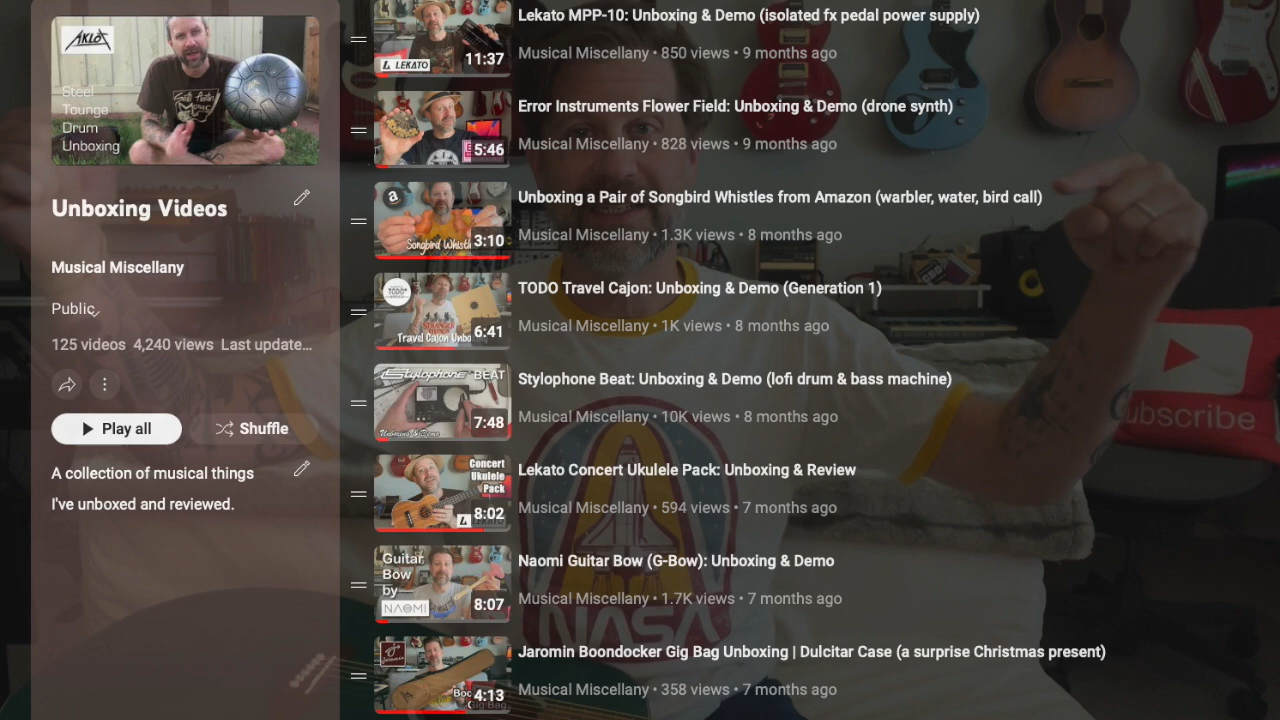 AKLOT
Steel
Tounge
Drum
Unboxing
Unboxing Videos
Musical Miscellany
Public
125 videos 4,240 views Last update...
Play all
Shuffle
A collection of musical things
I've unboxed and reviewed.
LEKATO
11:37
Lekato MPP-10: Unboxing & Demo (isolated fx pedal power supply)
Musical Miscellany • 850 views • 9 months ago
5:46
Error Instruments Flower Field: Unboxing & Demo (drone synth)
Musical Miscellany • 828 views • 9 months ago
a
Songbird Whistl
3:10
Unboxing a Pair of Songbird Whistles from Amazon (warbler, water, bird call)
Musical Miscellany • 1.3K views • 8 months ago
TODO
Travel Cajon Unbo
6:41
TODO Travel Cajon: Unboxing & Demo (Generation 1)
Musical Miscellany • 1K views • 8 months ago
Stylophone BEAT
Unboxing & Demo
7:48
Stylophone Beat: Unboxing & Demo (lofi drum & bass machine)
Musical Miscellany • 10K views • 8 months ago
Concert
Ukulele
Pack
LEKATO
8:02
Lekato Concert Ukulele Pack: Unboxing & Review
Musical Miscellany • 594 views • 7 months ago
Guitar
Bow
by
NAOMI
8:07
Naomi Guitar Bow (G-Bow): Unboxing & Demo
Musical Miscellany • 1.7K views • 7 months ago
Jaromin
Boo
Gig Bag
4:13
Jaromin Boondocker Gig Bag Unboxing | Dulcitar Case (a surprise Christmas present)
Musical Miscellany • 358 views • 7 months ago
ubscribe
NASA